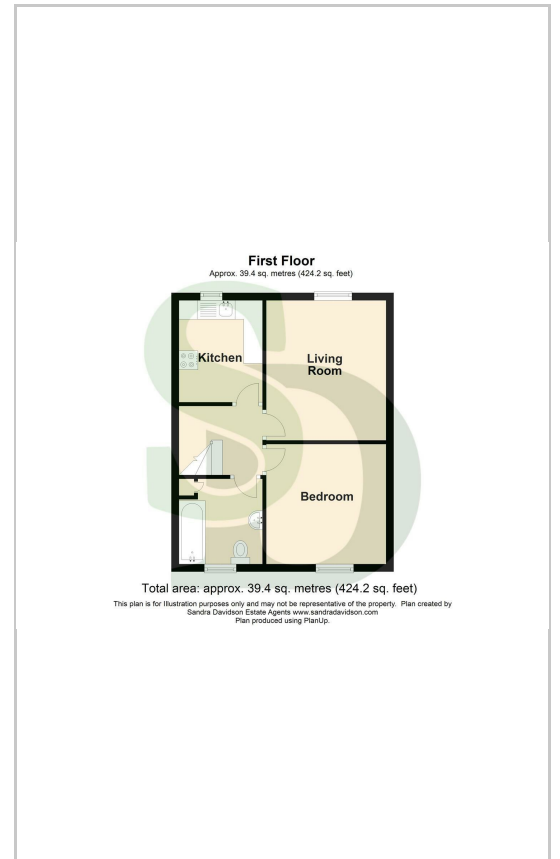 First Floor
Approx. 39.4 sq. metres (424.2 sq. feet)
Kitchen
Living
Room
Bedroom
Total area: approx. 39.4 sq. metres (424.2 sq. feet)
This plan is for Illustration purposes only and may not be representative of the property. Plan created by
Sandra Davidson Estate Agents www.sandradavidson.com
Plan produced using PlanUp.